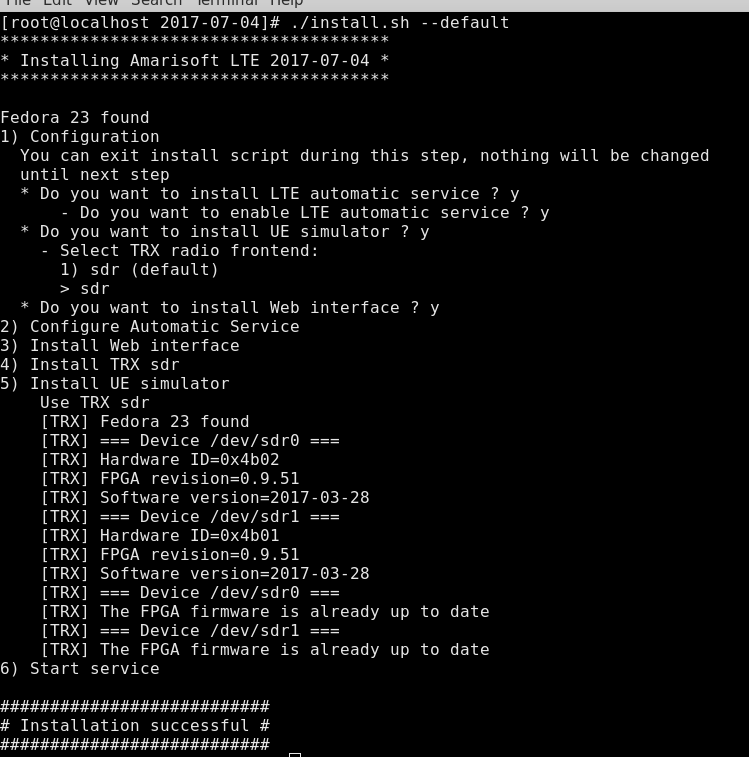 File Edit View Search Terminal Help
[root@localhost 2017-07-04]# ./install.sh --default
***************************************
* Installing Amarisoft LTE 2017-07-04 *
***************************************
Fedora 23 found
1) Configuration
You can exit install script during this step, nothing will be changed
until next step
* Do you want to install LTE automatic service ? y
- Do you want to enable LTE automatic service ? y
* Do you want to install UE simulator ? y
- Select TRX radio frontend:
1) sdr (default)
> sdr
* Do you want to install Web interface ? y
2) Configure Automatic Service
3) Install Web interface
4) Install TRX sdr
5) Install UE simulator
Use TRX sdr
[TRX] Fedora 23 found
[TRX] === Device /dev/sdr0 ===
[TRX] Hardware ID=0x4b02
[TRX] FPGA revision=0.9.51
[TRX] Software version=2017-03-28
[TRX] === Device /dev/sdr1 ===
[TRX] Hardware ID=0x4b01
[TRX] FPGA revision=0.9.51
[TRX] Software version=2017-03-28
[TRX] === Device /dev/sdr0 ===
[TRX] The FPGA firmware is already up to date
[TRX] === Device /dev/sdr1 ===
[TRX] The FPGA firmware is already up to date
6) Start service
###########################
# Installation successful #
###########################